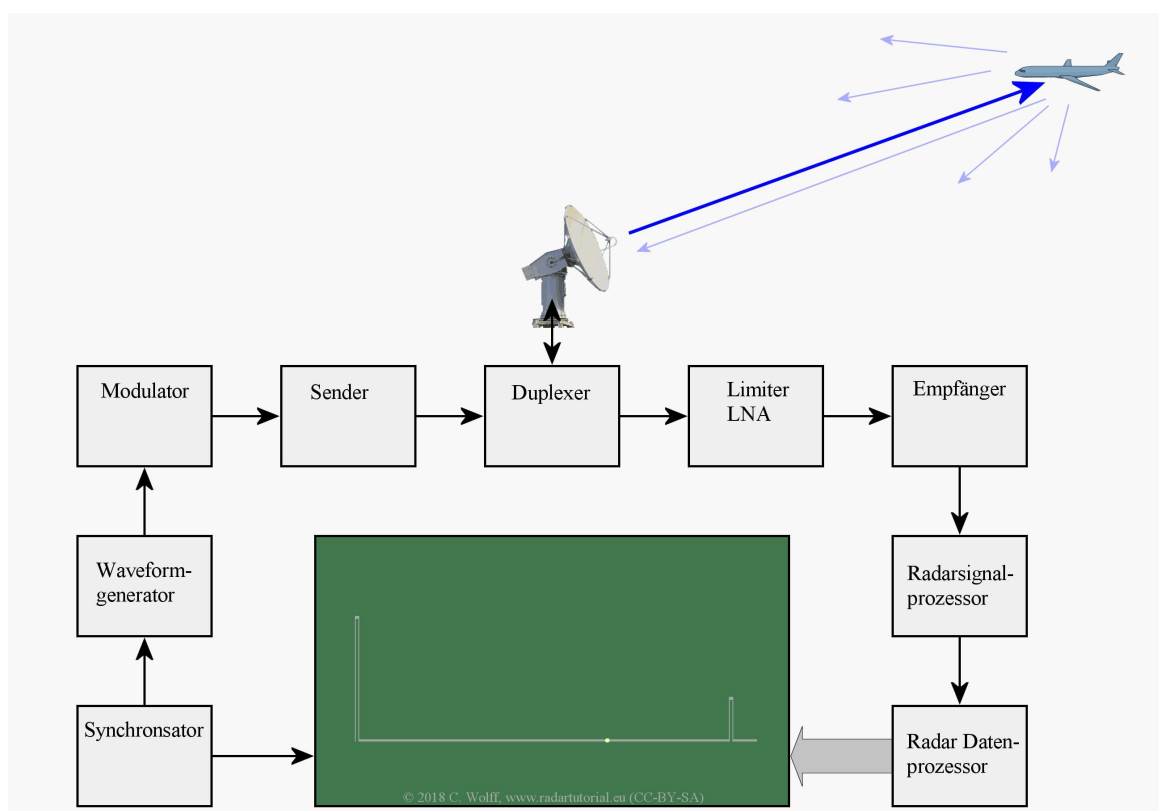 Modulator
Sender
Duplexer
Limiter
LNA
Empfänger
Waveform-
generator
Radarsignal-
prozessor
Synchronsator
Radar Daten-
prozessor
© 2018 C. Wolff, www.radartutorial.eu (CC-BY-SA)